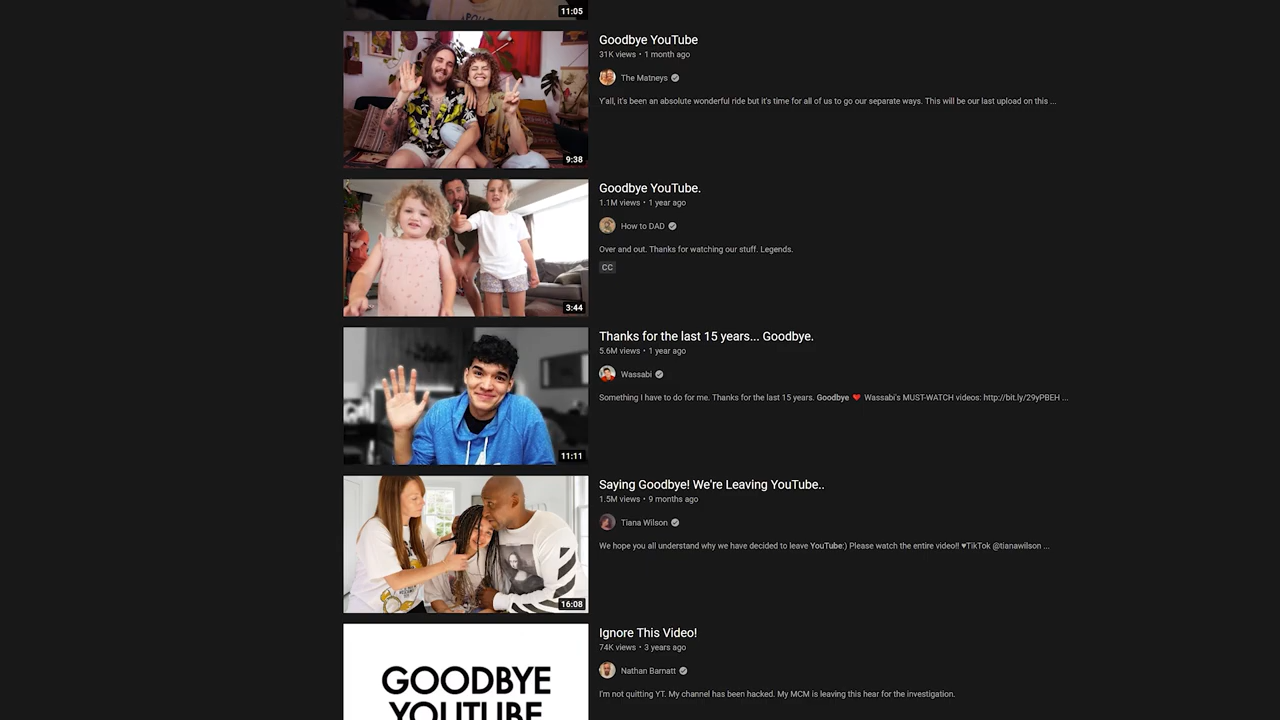 11:05
Goodbye YouTube
31K views • 1 month ago
The Matneys
Y'all, it's been an absolute wonderful ride but it's time for all of us to go our separate ways. This will be our last upload on this ...
9:38
Goodbye YouTube.
1.1M views • 1 year ago
How to DAD
Over and out. Thanks for watching our stuff. Legends.
CC
3:44
Thanks for the last 15 years... Goodbye.
5.6M views • 1 year ago
Wassabi
Something I have to do for me. Thanks for the last 15 years. Goodbye ❤ Wassabi's MUST-WATCH videos: http://bit.ly/29yPBEH ...
11:11
Saying Goodbye! We're Leaving YouTube..
1.5M views • 9 months ago
Tiana Wilson
We hope you all understand why we have decided to leave YouTube:) Please watch the entire video!! ♥TikTok @tianawilson ...
16:08
Ignore This Video!
74K views • 3 years ago
Nathan Barnatt
I'm not quitting YT. My channel has been hacked. My MCM is leaving this hear for the investigation.
GOODBYE
YOUTUBE